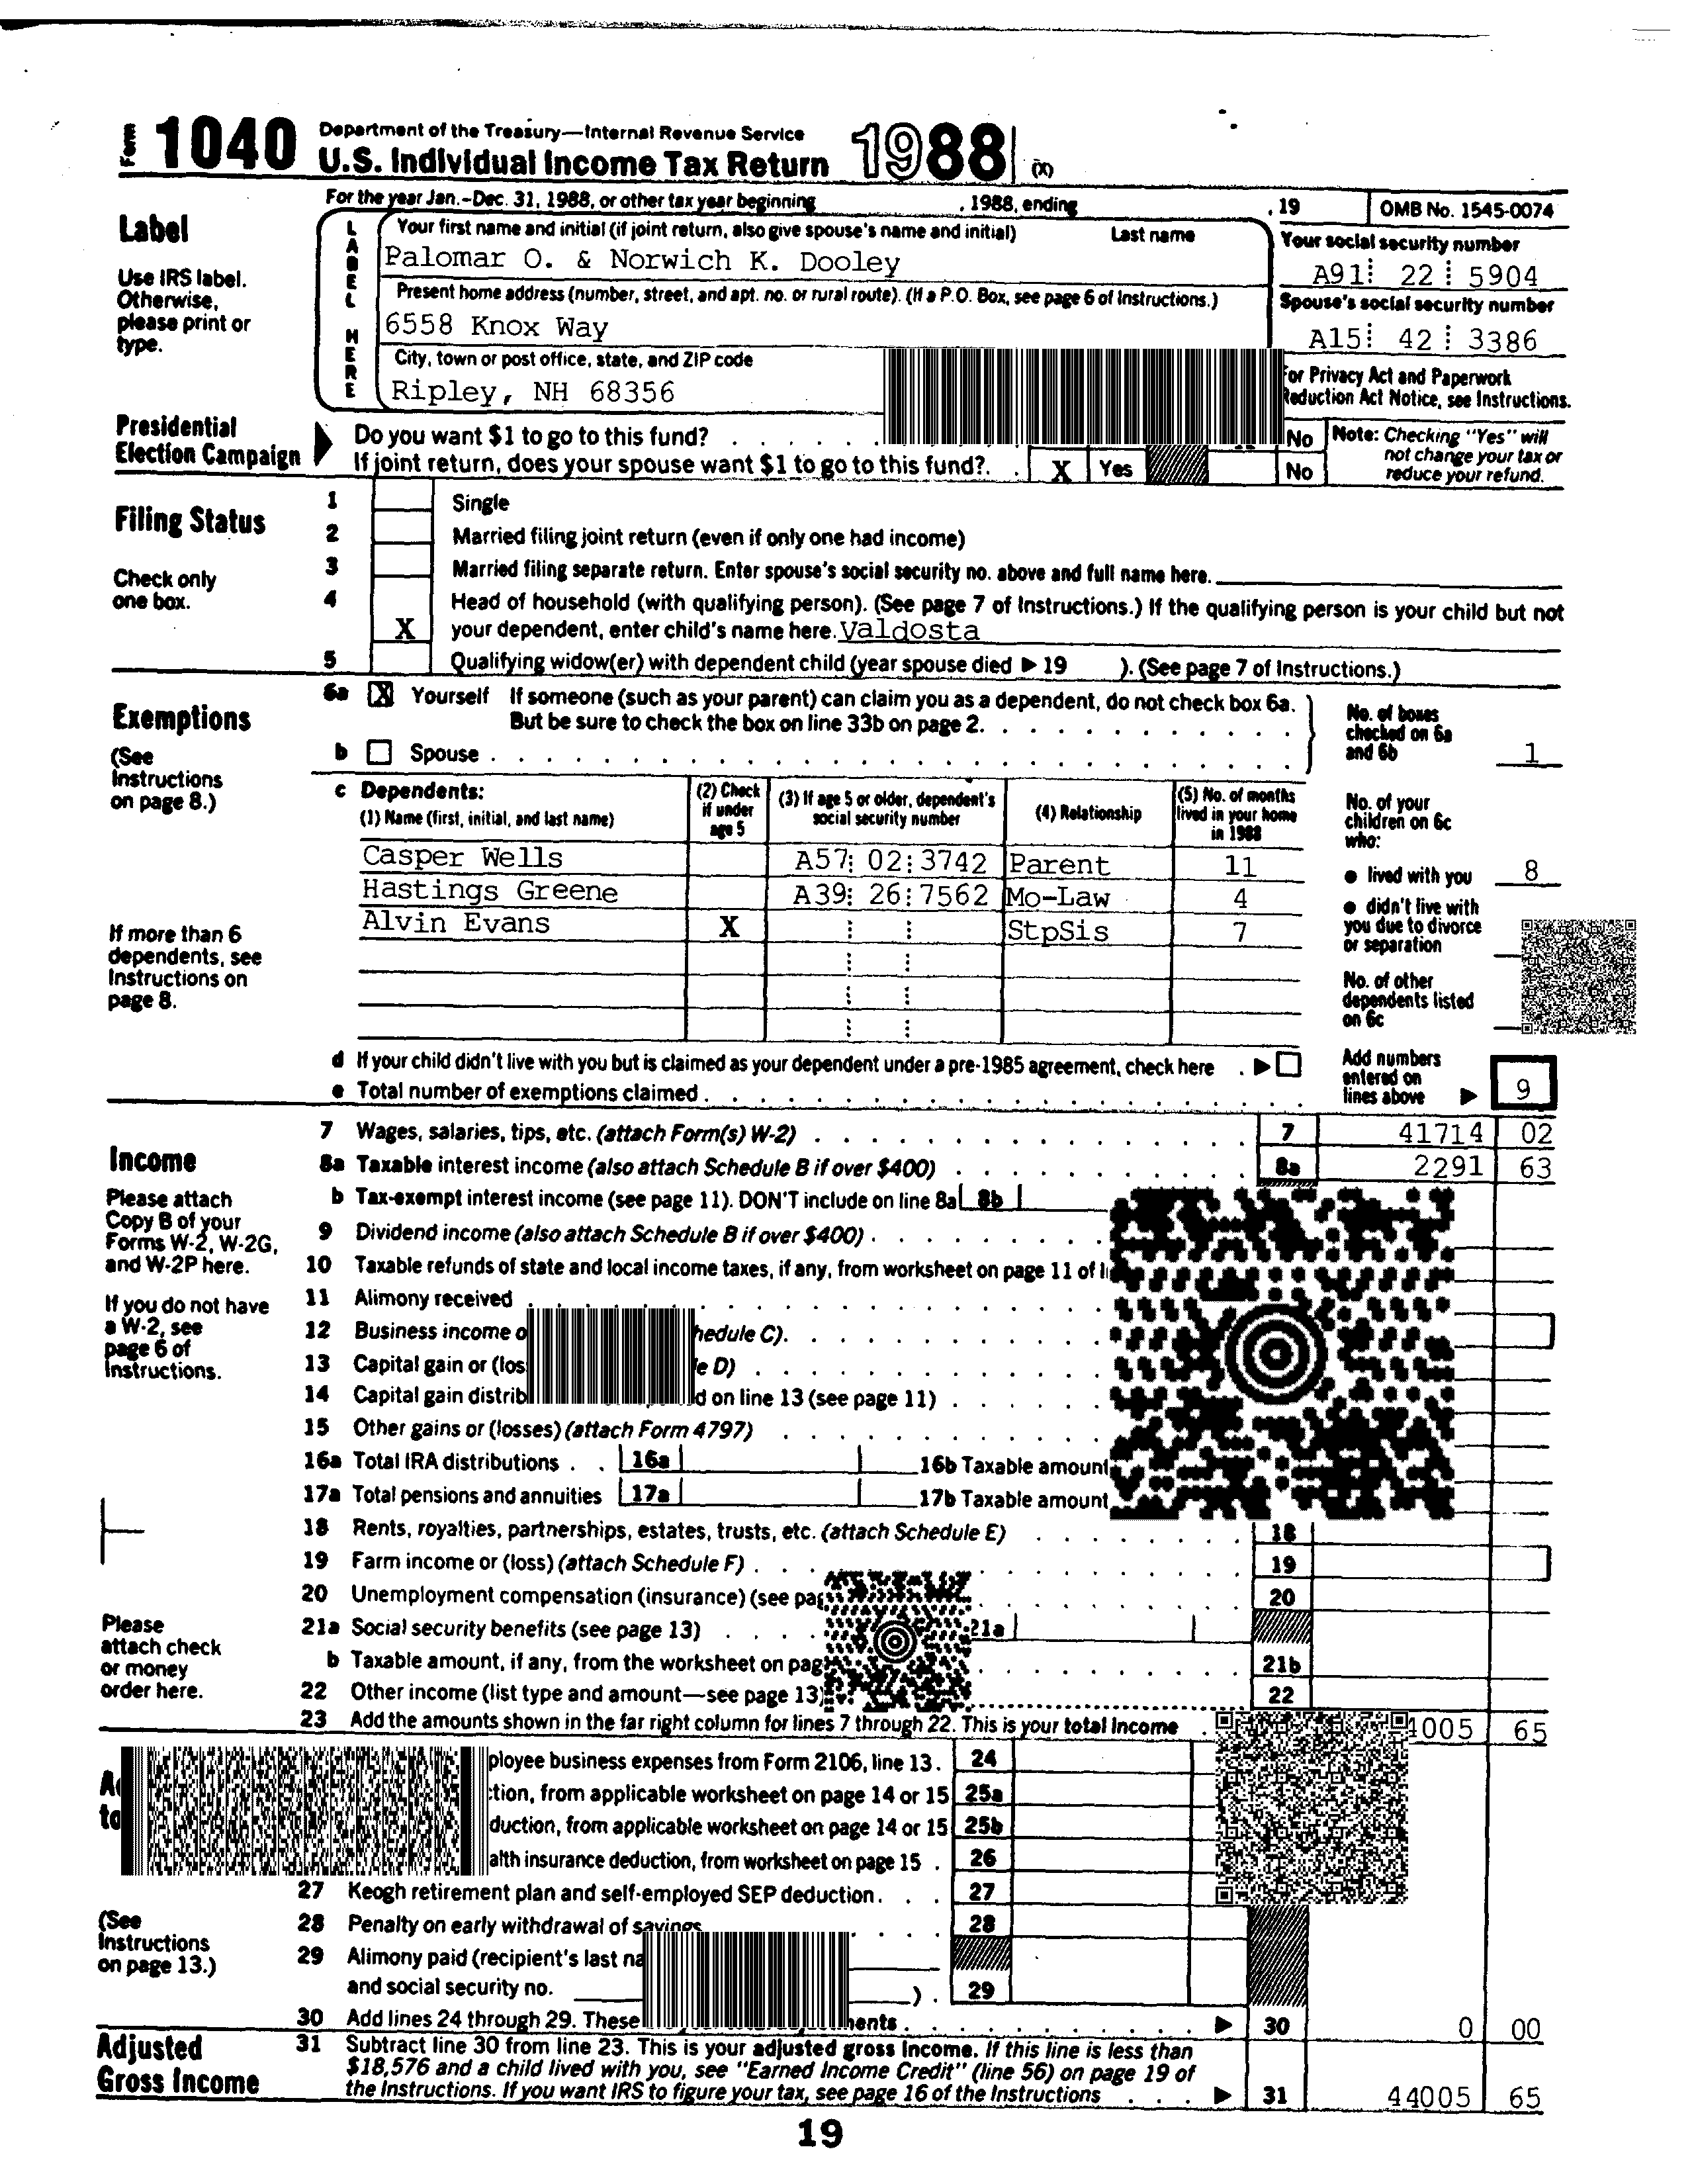 Form 1040 Department of the Treasury—Internal Revenue Service
U.S. Individual Income Tax Return 1988 (X)
For the year Jan.–Dec. 31, 1988, or other tax year beginning , 1988, ending , 19 OMB No. 1545-0074
Label
Use IRS label. Otherwise, please print or type.
LABEL HERE
Your first name and initial (if joint return, also give spouse's name and initial) Last name
Palomar O. & Norwich K. Dooley
Your social security number
A91 22 5904
Present home address (number, street, and apt. no. or rural route). (If a P.O. Box, see page 6 of Instructions.)
6558 Knox Way
Spouse's social security number
A15 42 3386
City, town or post office, state, and ZIP code
Ripley, NH 68356
For Privacy Act and Paperwork
Reduction Act Notice, see Instructions.
Presidential
Election Campaign
Do you want $1 to go to this fund? . . . . . No
If joint return, does your spouse want $1 to go to this fund?. . X Yes No
Note: Checking "Yes" will
not change your tax or
reduce your refund.
Filing Status
Check only
one box.
1 Single
2 Married filing joint return (even if only one had income)
3 Married filing separate return. Enter spouse's social security no. above and full name here.
4 Head of household (with qualifying person). (See page 7 of Instructions.) If the qualifying person is your child but not
X your dependent, enter child's name here. Valdosta
5 Qualifying widow(er) with dependent child (year spouse died ▶ 19 ). (See page 7 of Instructions.)
Exemptions
(See
Instructions
on page 8.)
6a X Yourself If someone (such as your parent) can claim you as a dependent, do not check box 6a.
But be sure to check the box on line 33b on page 2.
b Spouse
No. of boxes
checked on 6a
and 6b 1
c Dependents:
(1) Name (first, initial, and last name)
(2) Check
if under
age 5
(3) If age 5 or older, dependent's
social security number
(4) Relationship
(5) No. of months
lived in your home
in 1988
Casper Wells A57 02 3742 Parent 11
Hastings Greene A39 26 7562 Mo-Law 4
Alvin Evans X StpSis 7
If more than 6
dependents, see
Instructions on
page 8.
No. of your
children on 6c
who:
● lived with you 8
● didn't live with
you due to divorce
or separation
No. of other
dependents listed
on 6c
d If your child didn't live with you but is claimed as your dependent under a pre-1985 agreement, check here . ▶
e Total number of exemptions claimed
Add numbers
entered on
lines above ▶ 9
Income
Please attach
Copy B of your
Forms W-2, W-2G,
and W-2P here.
If you do not have
a W-2, see
page 6 of
Instructions.
7 Wages, salaries, tips, etc. (attach Form(s) W-2) 7 41714 02
8a Taxable interest income (also attach Schedule B if over $400) 8a 2291 63
b Tax-exempt interest income (see page 11). DON'T include on line 8a 8b
9 Dividend income (also attach Schedule B if over $400)
10 Taxable refunds of state and local income taxes, if any, from worksheet on page 11 of
11 Alimony received
12 Business income C).
13 Capital gain or D)
14 Capital gain on line 13 (see page 11)
15 Other gains or (losses) (attach Form 4797)
16a Total IRA distributions . . 16a 16b Taxable amount
17a Total pensions and annuities 17a 17b Taxable amount
18 Rents, royalties, partnerships, estates, trusts, etc. (attach Schedule E) 18
19 Farm income or (loss) (attach Schedule F) 19
20 Unemployment compensation (insurance) (see 20
21a Social security benefits (see page 13) 21a
b Taxable amount, if any, from the worksheet on 21b
22 Other income (list type and amount—see page 13) 22
23 Add the amounts shown in the far right column for lines 7 through 22. This is your total income 65
Please
attach check
or money
order here.
business expenses from Form 2106, line 13 . 24
from applicable worksheet on page 14 or 15 25a
from applicable worksheet on page 14 or 15 25b
insurance deduction, from worksheet on page 15 . 26
27 Keogh retirement plan and self-employed SEP deduction. 27
28 Penalty on early withdrawal of savings 28
29 Alimony paid (recipient's last
and social security no. ) . 29
30 Add lines 24 through 29. These ▶ 30 0 00
(See
Instructions
on page 13.)
Adjusted
Gross Income
31 Subtract line 30 from line 23. This is your adjusted gross income. If this line is less than
$18,576 and a child lived with you, see "Earned Income Credit" (line 56) on page 19 of
the Instructions. If you want IRS to figure your tax, see page 16 of the Instructions ▶ 31 44005 65
19